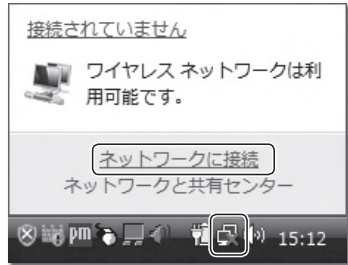 接続されていません
ワイヤレス ネットワークは利
用可能です。
ネットワークに接続
ネットワークと共有センター
pm
15:12